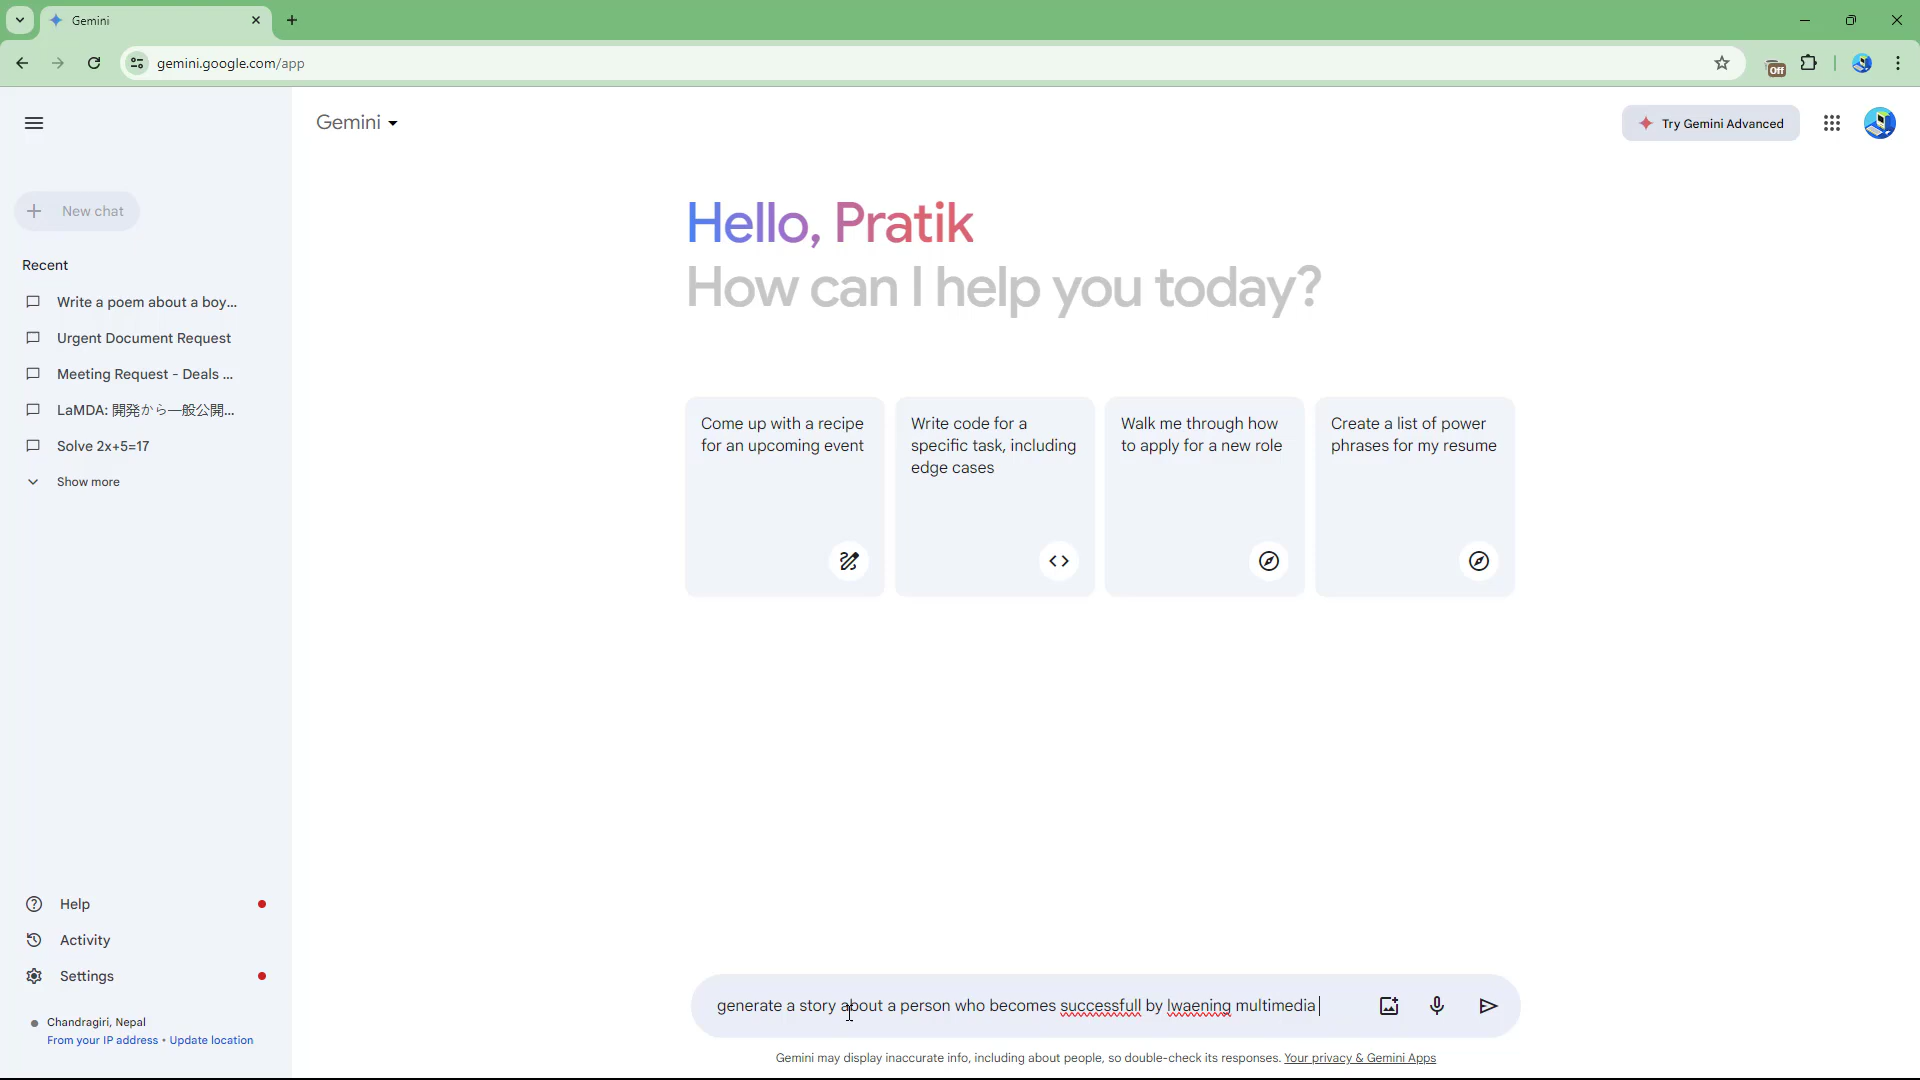 Gemini
gemini.google.com/app
Off
Gemini
Try Gemini Advanced
New chat
Recent
Write a poem about a boy...
Urgent Document Request
Meeting Request - Deals ...
LaMDA: 開発から一般公開...
Solve 2x+5=17
Show more
Hello, Pratik
How can I help you today?
Come up with a recipe
for an upcoming event
Write code for a
specific task, including
edge cases
Walk me through how
to apply for a new role
Create a list of power
phrases for my resume
Help
Activity
Settings
Chandragiri, Nepal
From your IP address • Update location
generate a story about a person who becomes successfull by lwaening multimedia
Gemini may display inaccurate info, including about people, so double-check its responses. Your privacy & Gemini Apps